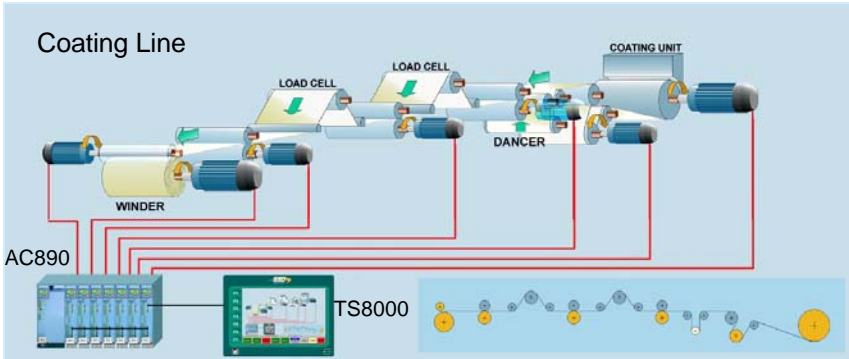 Coating Line
COATING UNIT
LOAD CELL
LOAD CELL
DANCER
WINDER
AC890
TS8000